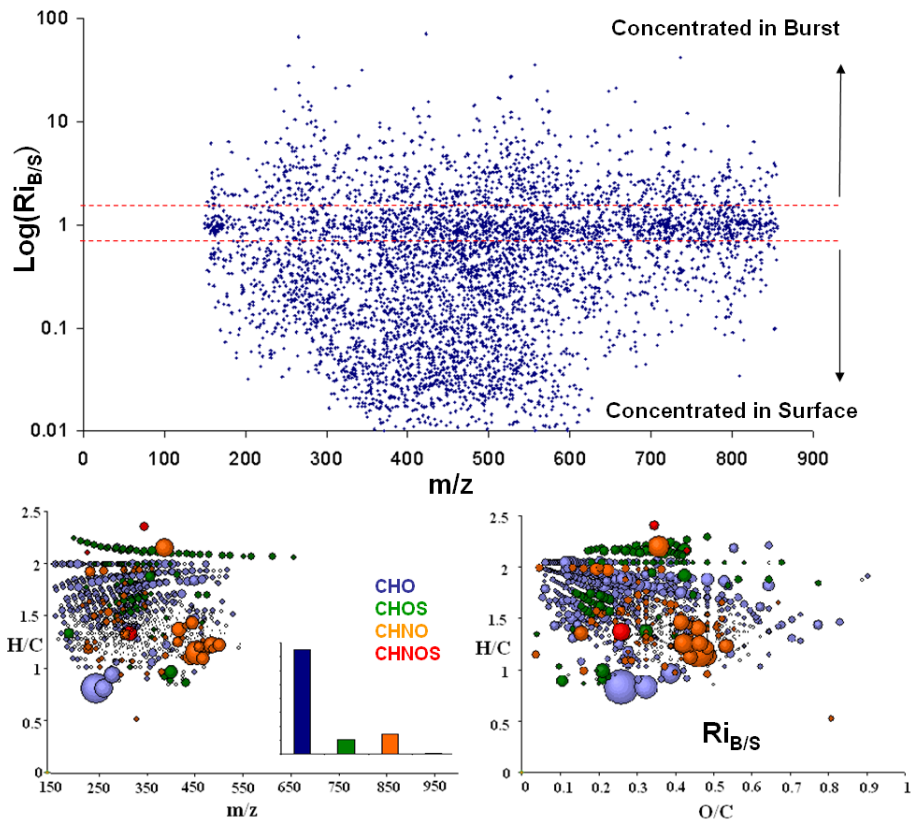 100
10
1
0.1
0.01
Log(Ri_B/S)
Concentrated in Burst
Concentrated in Surface
0 100 200 300 400 500 600 700 800 900
m/z
2.5
2
1.5
H/C
1
0.5
0
CHO
CHOS
CHNO
CHNOS
150 250 350 450 550 650 750 850 950
m/z
2.5
2
1.5
H/C
1
0.5
0
Ri_B/S
0 0.1 0.2 0.3 0.4 0.5 0.6 0.7 0.8 0.9 1
O/C